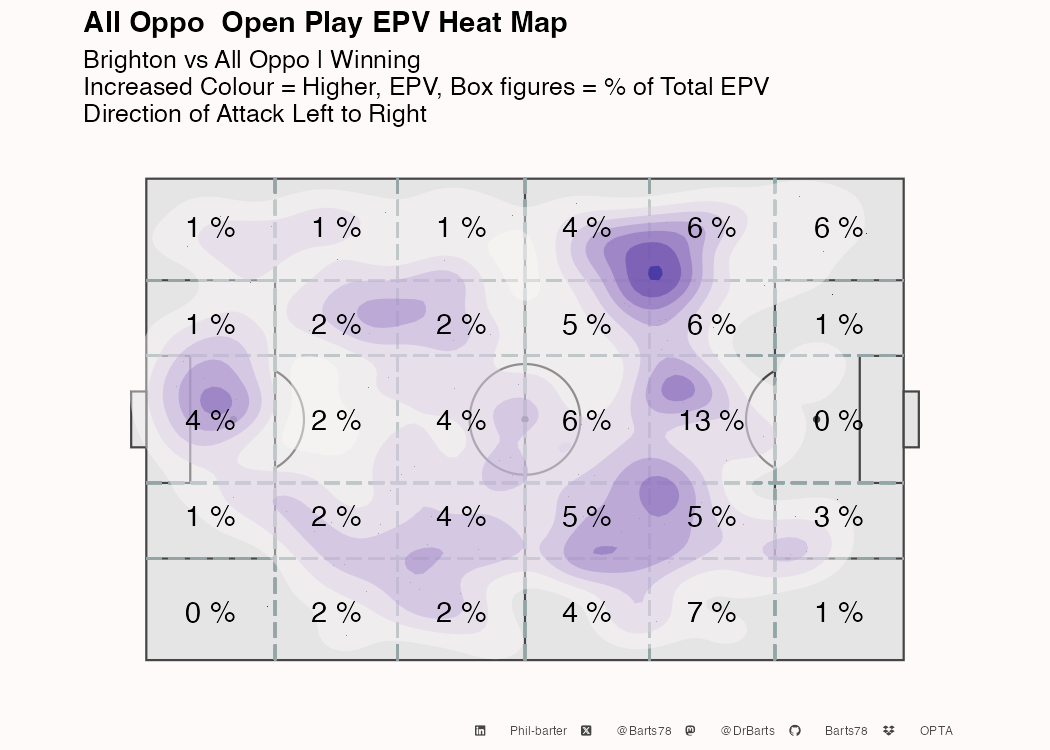 All Oppo  Open Play EPV Heat Map
Brighton vs All Oppo | Winning
Increased Colour = Higher, EPV, Box figures = % of Total EPV
Direction of Attack Left to Right
1 % 1 % 1 % 4 % 6 % 6 %
1 % 2 % 2 % 5 % 6 % 1 %
4 % 2 % 4 % 6 % 13 % 0 %
1 % 2 % 4 % 5 % 5 % 3 %
0 % 2 % 2 % 4 % 7 % 1 %
Phil-barter @Barts78 @DrBarts Barts78 OPTA